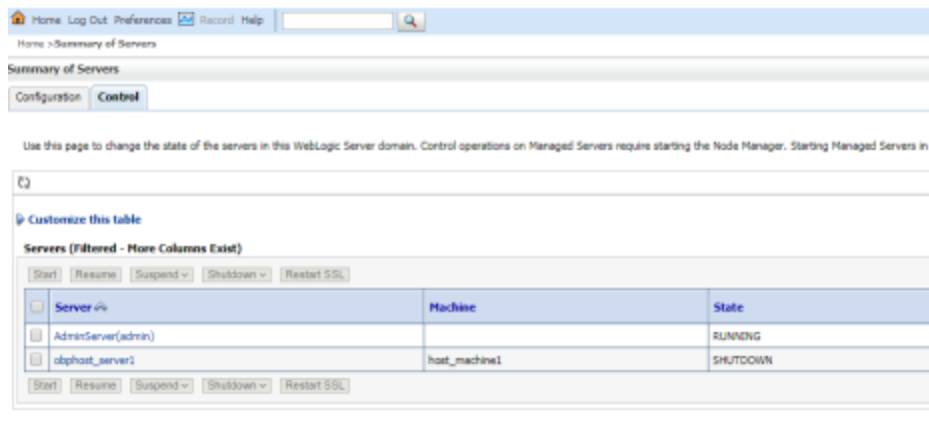 Home Log Out Preferences Record Help
Home >Summary of Servers
Summary of Servers
Configuration Control
Use this page to change the state of the servers in this WebLogic Server domain. Control operations on Managed Servers require starting the Node Manager. Starting Managed Servers in
Customize this table
Servers (Filtered - More Columns Exist)
Start Resume Suspend Shutdown Restart SSL
Server Machine State
AdminServer(admin) RUNNING
obphost_server1 host_machine1 SHUTDOWN
Start Resume Suspend Shutdown Restart SSL